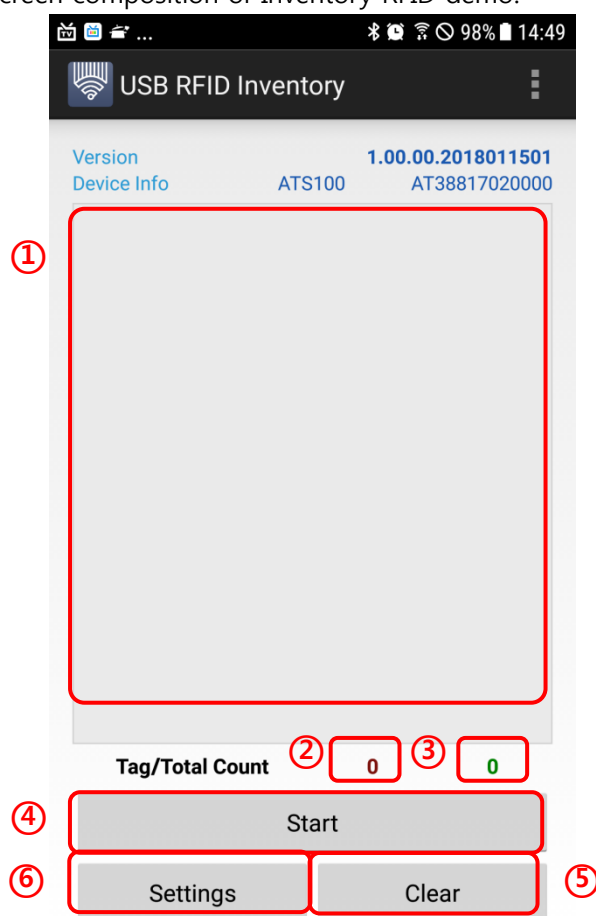 creen composition of Inventory RFID demo.
... 98% 14:49
USB RFID Inventory
Version 1.00.00.2018011501
Device Info ATS100 AT38817020000
①
Tag/Total Count ② 0 ③ 0
④ Start
⑥ Settings Clear ⑤